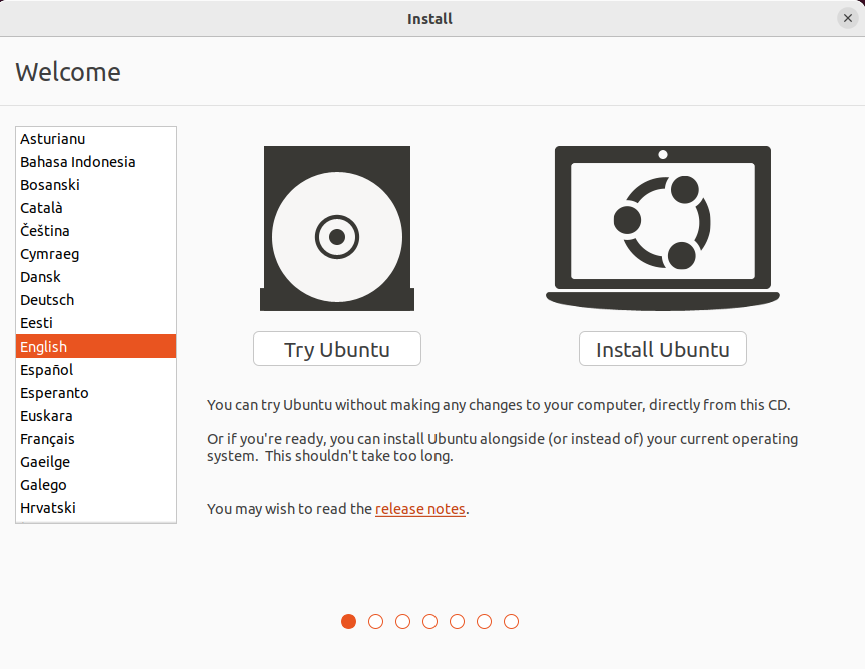 Install
Welcome
Asturianu
Bahasa Indonesia
Bosanski
Català
Čeština
Cymraeg
Dansk
Deutsch
Eesti
English
Español
Esperanto
Euskara
Français
Gaeilge
Galego
Hrvatski
Try Ubuntu
Install Ubuntu
You can try Ubuntu without making any changes to your computer, directly from this CD.
Or if you're ready, you can install Ubuntu alongside (or instead of) your current operating
system.  This shouldn't take too long.
You may wish to read the release notes.